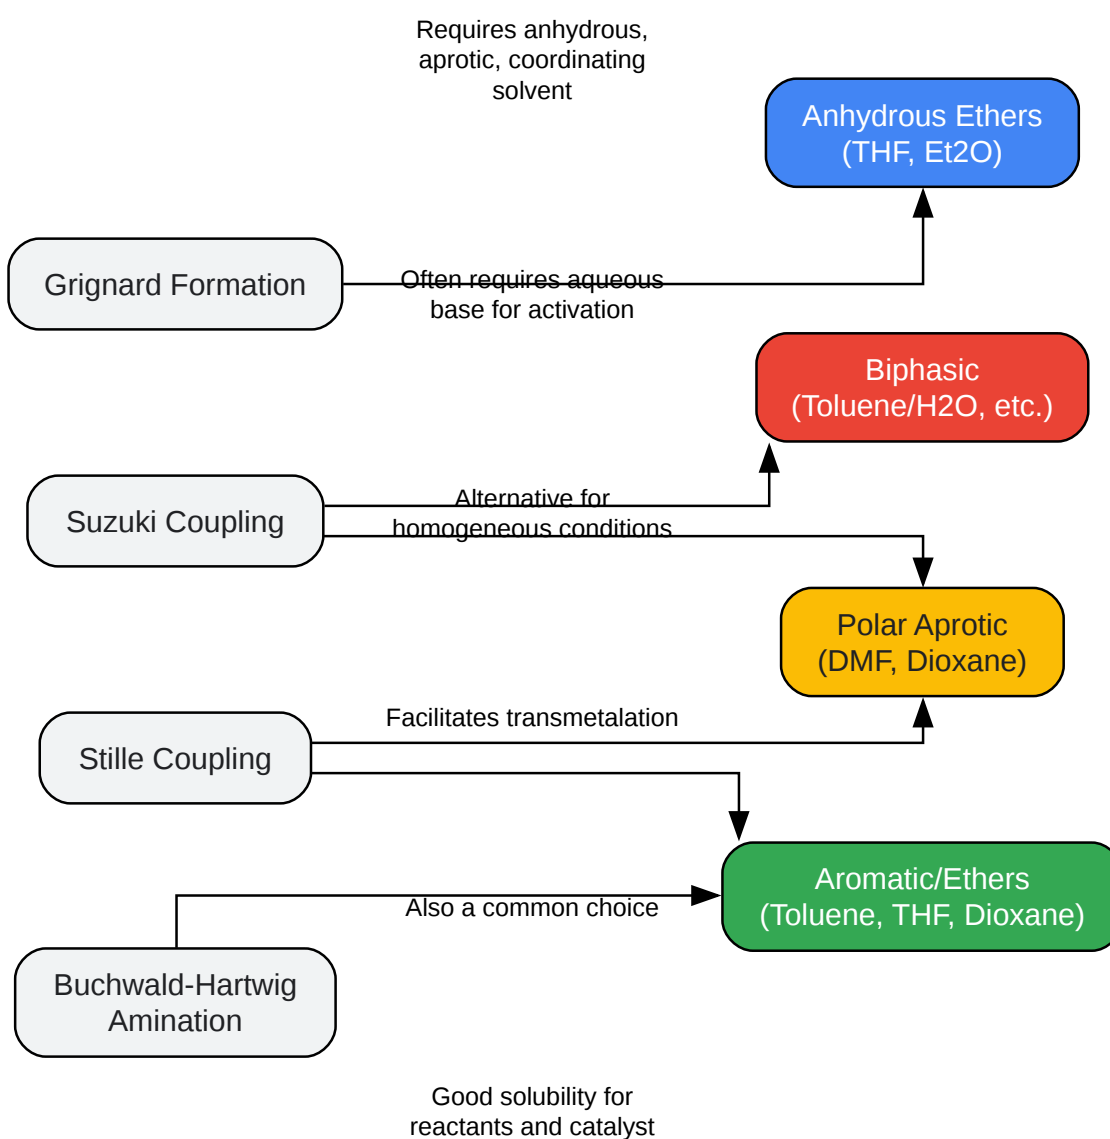 Requires anhydrous,
aprotic, coordinating
solvent
Anhydrous Ethers
(THF, Et2O)
Grignard Formation
Often requires aqueous
base for activation
Biphasic
(Toluene/H2O, etc.)
Suzuki Coupling
Alternative for
homogeneous conditions
Polar Aprotic
(DMF, Dioxane)
Stille Coupling
Facilitates transmetalation
Aromatic/Ethers
(Toluene, THF, Dioxane)
Also a common choice
Buchwald-Hartwig
Amination
Good solubility for
reactants and catalyst